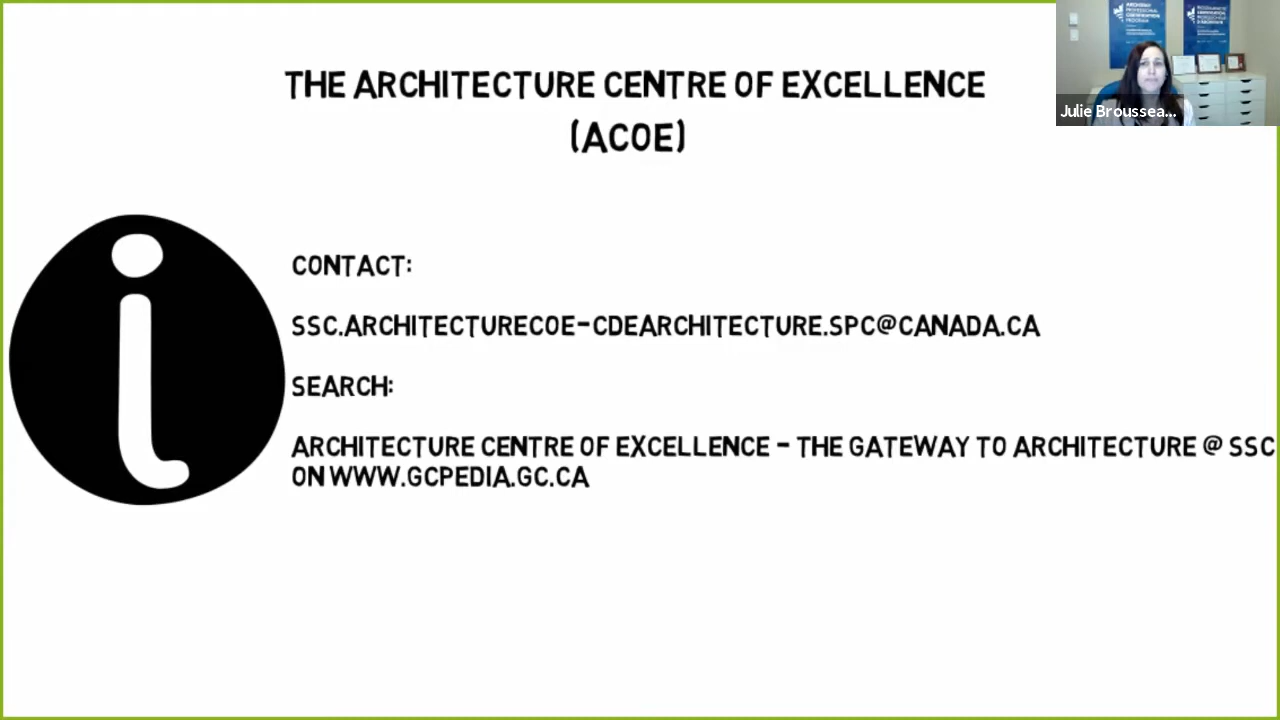 THE ARCHITECTURE CENTRE OF EXCELLENCE
(ACOE)
Julie Broussea...
CONTACT:
SSC.ARCHITECTURECOE-CDEARCHITECTURE.SPC@CANADA.CA
SEARCH:
ARCHITECTURE CENTRE OF EXCELLENCE - THE GATEWAY TO ARCHITECTURE @ SSC
ON WWW.GCPEDIA.GC.CA